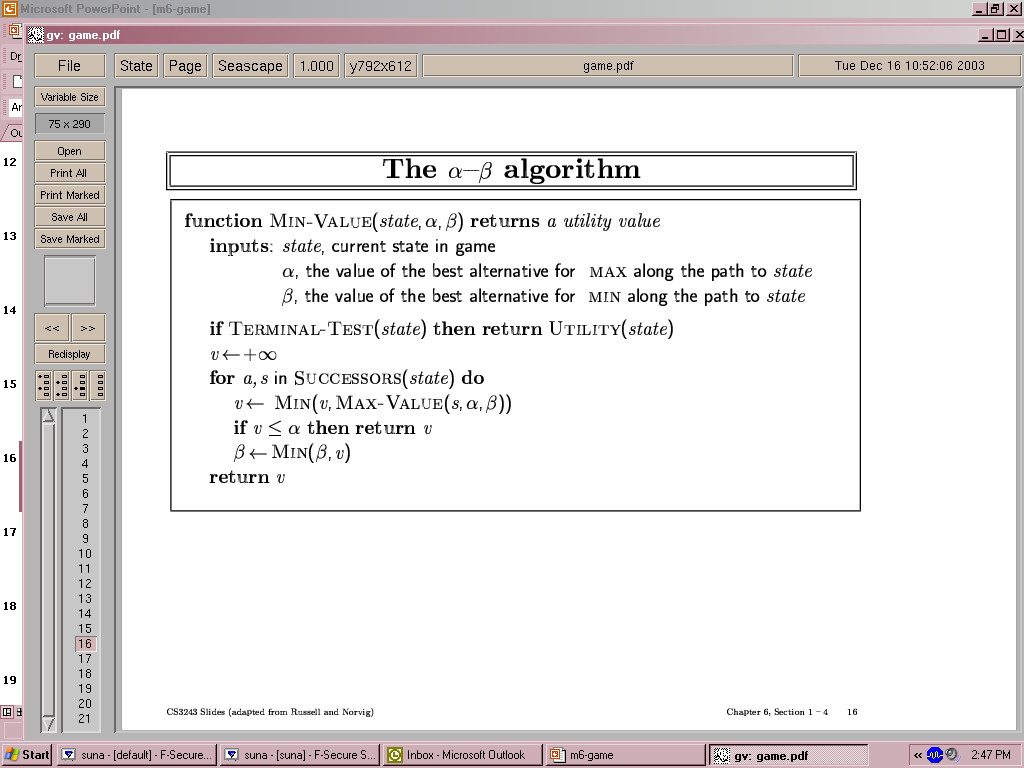 Microsoft PowerPoint - [m6-game]
gv: game.pdf
File State Page Seascape 1.000 y792x612 game.pdf Tue Dec 16 10:52:06 2003
Variable Size
75 x 290
Open
Print All
Print Marked
Save All
Save Marked
<< >>
Redisplay
1
2
3
4
5
6
7
8
9
10
11
12
13
14
15
16
17
18
19
20
21
Dr
Ar
Ou
12
13
14
15
16
17
18
19
The α–β algorithm
function MIN-VALUE(state, α, β) returns a utility value
inputs: state, current state in game
α, the value of the best alternative for MAX along the path to state
β, the value of the best alternative for MIN along the path to state
if TERMINAL-TEST(state) then return UTILITY(state)
v ← +∞
for a, s in SUCCESSORS(state) do
v ← MIN(v, MAX-VALUE(s, α, β))
if v ≤ α then return v
β ← MIN(β, v)
return v
CS3243 Slides (adapted from Russell and Norvig) Chapter 6, Section 1 – 4 16
Start suna - [default] - F-Secure... suna - [suna] - F-Secure S... Inbox - Microsoft Outlook m6-game gv: game.pdf « 2:47 PM